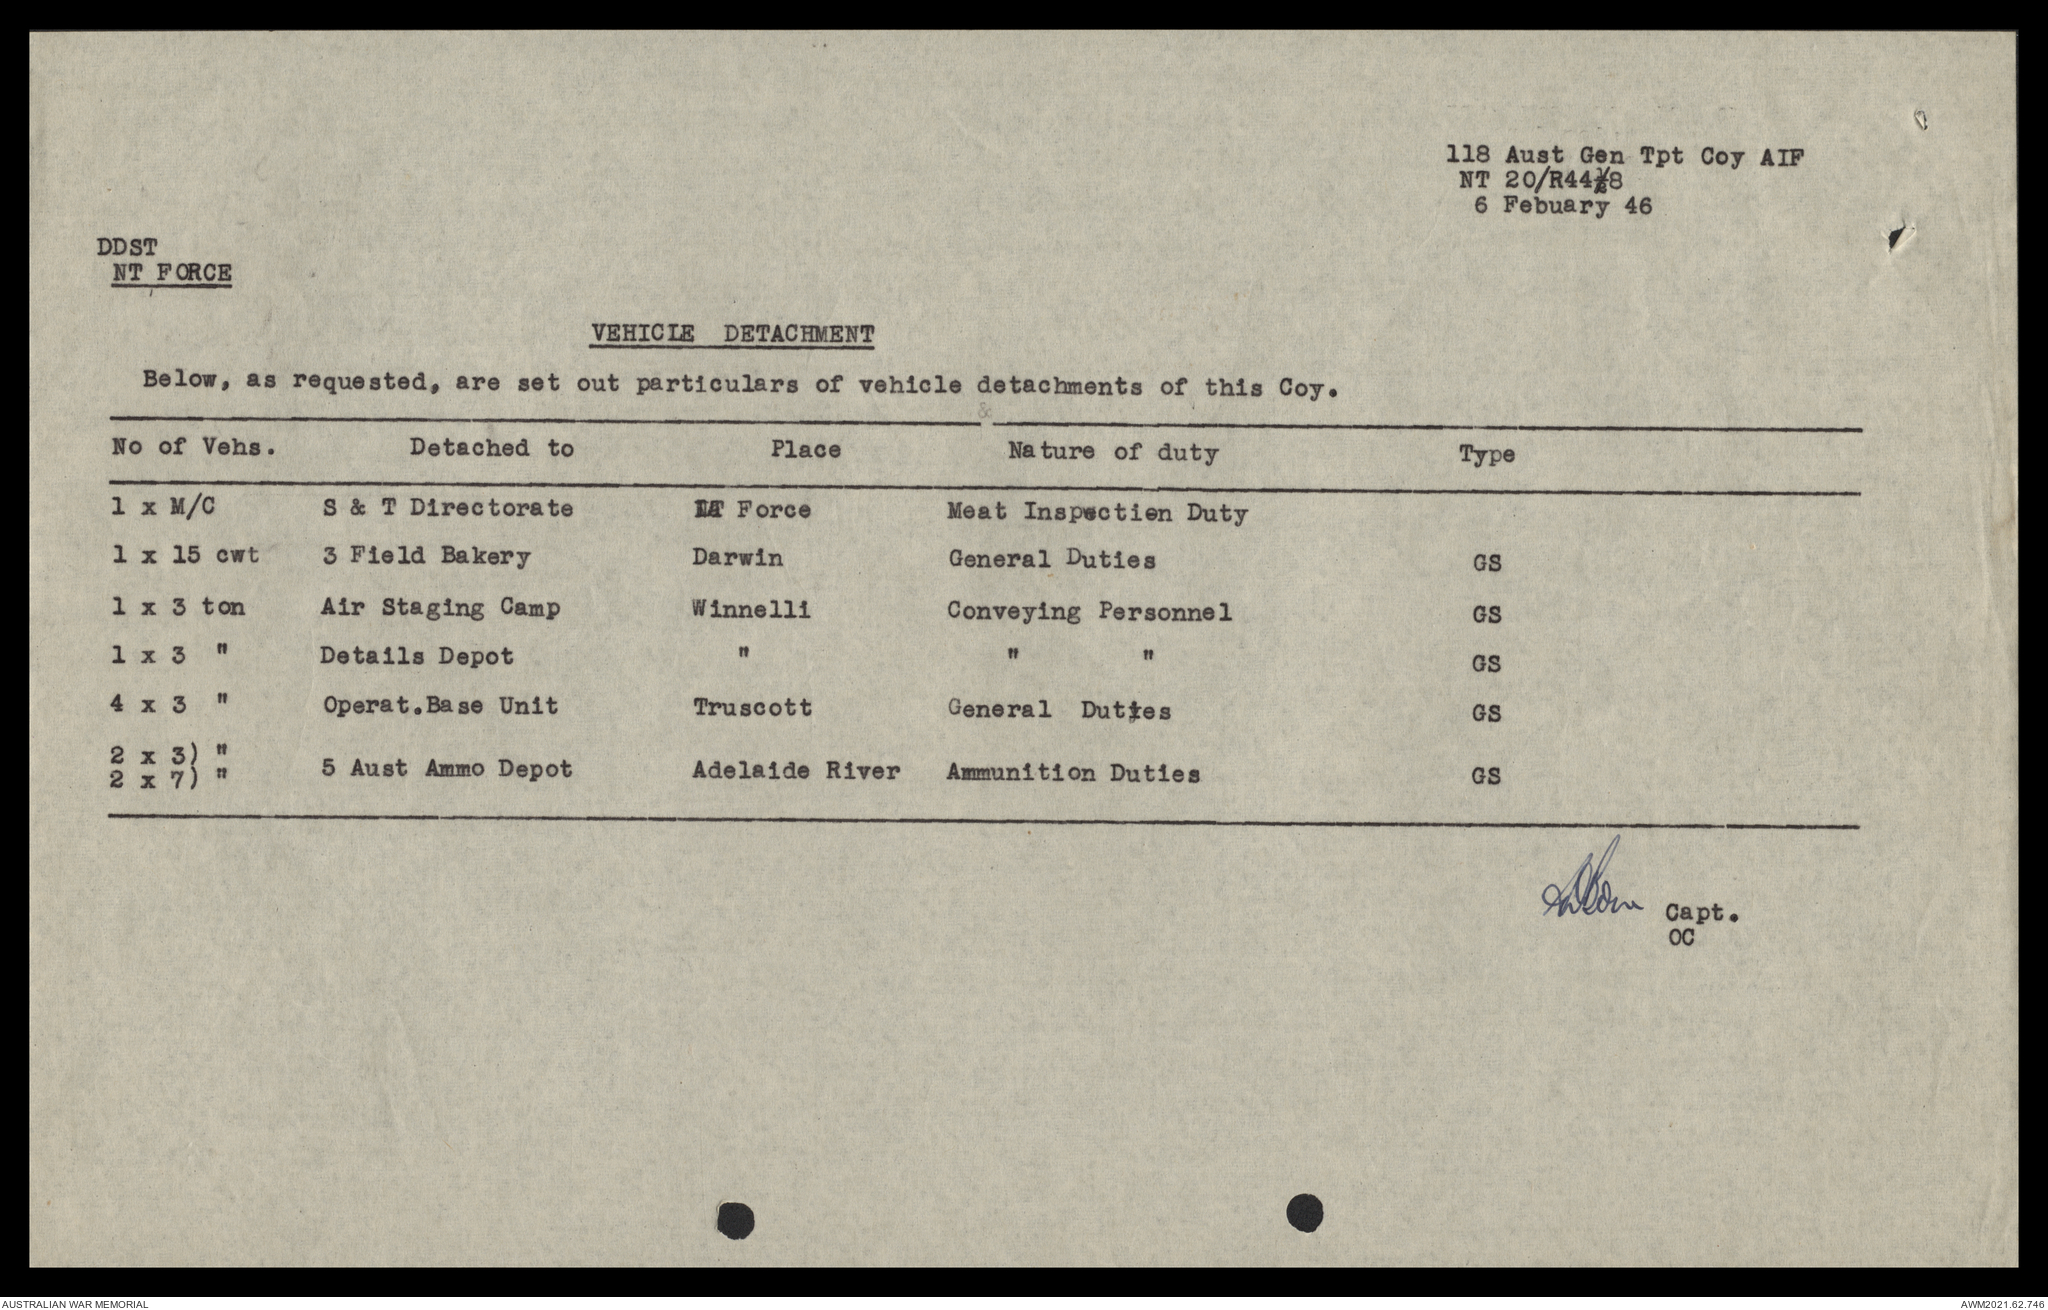 118 Aust Gen Tpt Coy AIF
NT 20/R44 8
6 Febuary 46
DDST
NT FORCE
VEHICLE DETACHMENT
Below, as requested, are set out particulars of vehicle detachments of this Coy.
&
No of Vehs. Detached to Place Nature of duty Type
1 x M/C S & T Directorate NT Force Meat Inspwctien Duty
1 x 15 cwt 3 Field Bakery Darwin General Duties GS
1 x 3 ton Air Staging Camp Winnelli Conveying Personnel GS
1 x 3 " Details Depot " " " GS
4 x 3 " Operat.Base Unit Truscott General Duties GS
2 x 3) "
2 x 7) " 5 Aust Ammo Depot Adelaide River Ammunition Duties GS
Capt.
OC
AUSTRALIAN WAR MEMORIAL AWM2021.62.746